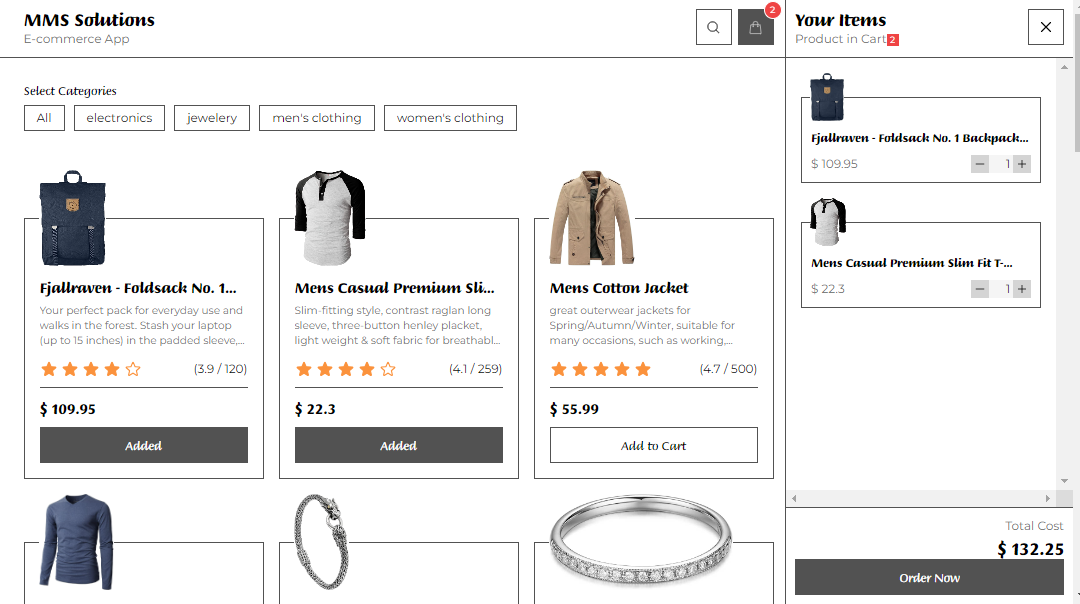 MMS Solutions
E-commerce App
2
Select Categories
All
electronics
jewelery
men's clothing
women's clothing
Fjallraven - Foldsack No. 1...
Your perfect pack for everyday use and
walks in the forest. Stash your laptop
(up to 15 inches) in the padded sleeve,...
(3.9 / 120)
$ 109.95
Added
Mens Casual Premium Sli...
Slim-fitting style, contrast raglan long
sleeve, three-button henley placket,
light weight & soft fabric for breathabl...
(4.1 / 259)
$ 22.3
Added
Mens Cotton Jacket
great outerwear jackets for
Spring/Autumn/Winter, suitable for
many occasions, such as working,...
(4.7 / 500)
$ 55.99
Add to Cart
Your Items
Product in Cart 2
Fjallraven - Foldsack No. 1 Backpack...
$ 109.95
1
Mens Casual Premium Slim Fit T-...
$ 22.3
1
Total Cost
$ 132.25
Order Now